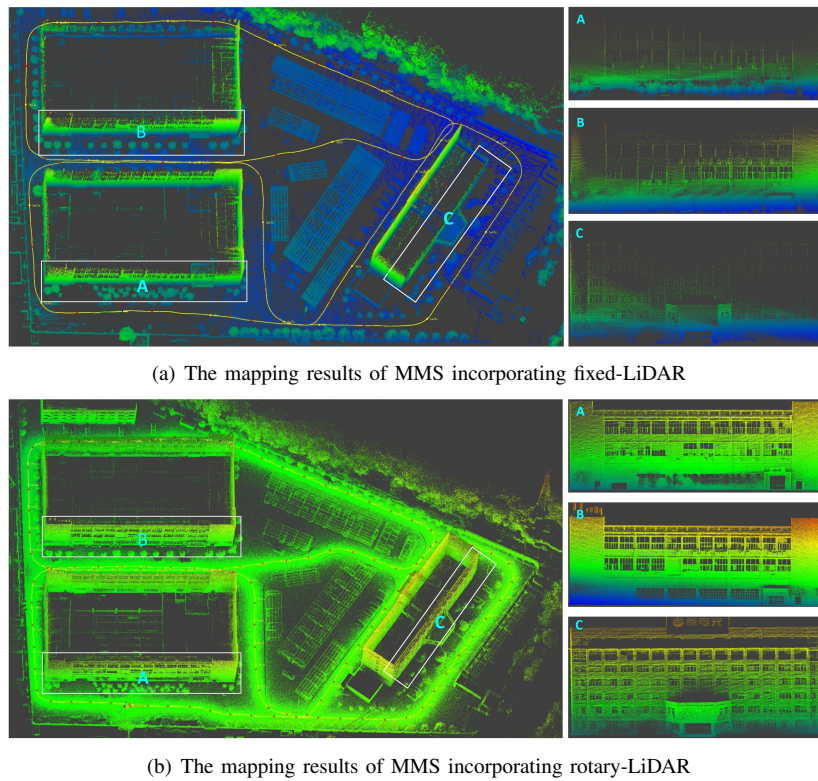 A
B
B
C
A
C
(a) The mapping results of MMS incorporating fixed-LiDAR
A
B
B
C
A
C
(b) The mapping results of MMS incorporating rotary-LiDAR